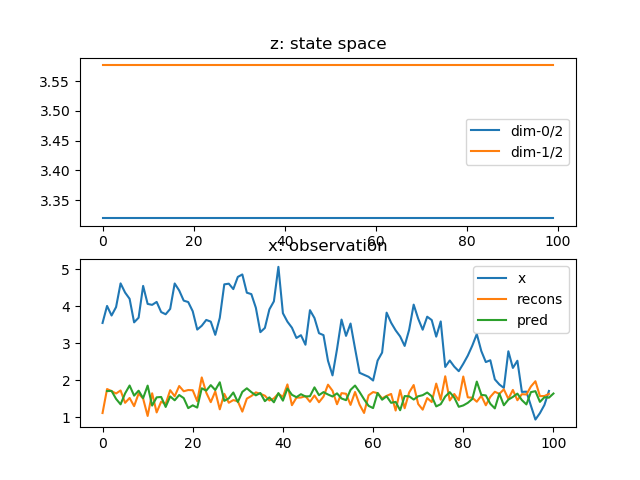 z: state space
3.55
3.50
3.45
3.40
3.35
dim-0/2
dim-1/2
0 20 40 60 80 100
x: observation
5
4
3
2
1
x
recons
pred
0 20 40 60 80 100